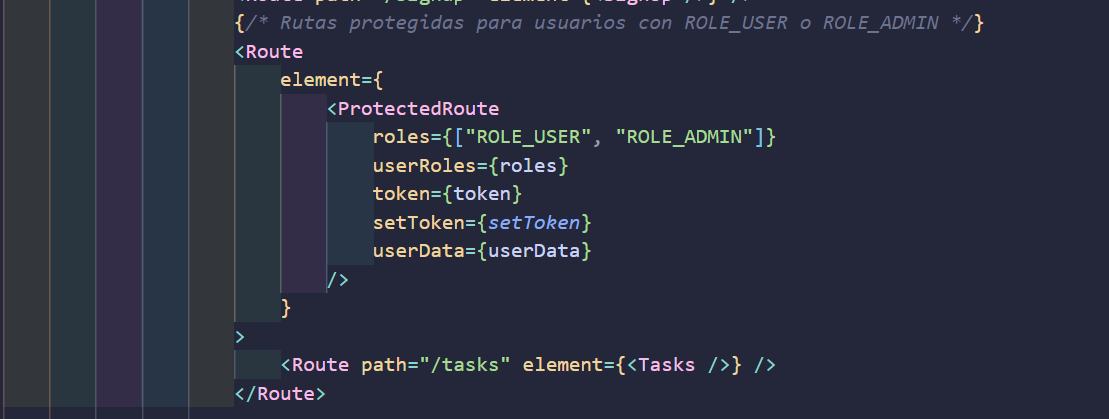 {/* Rutas protegidas para usuarios con ROLE_USER o ROLE_ADMIN */}
<Route
element={
<ProtectedRoute
roles={["ROLE_USER", "ROLE_ADMIN"]}
userRoles={roles}
token={token}
setToken={setToken}
userData={userData}
/>
}
>
<Route path="/tasks" element={<Tasks />} />
</Route>